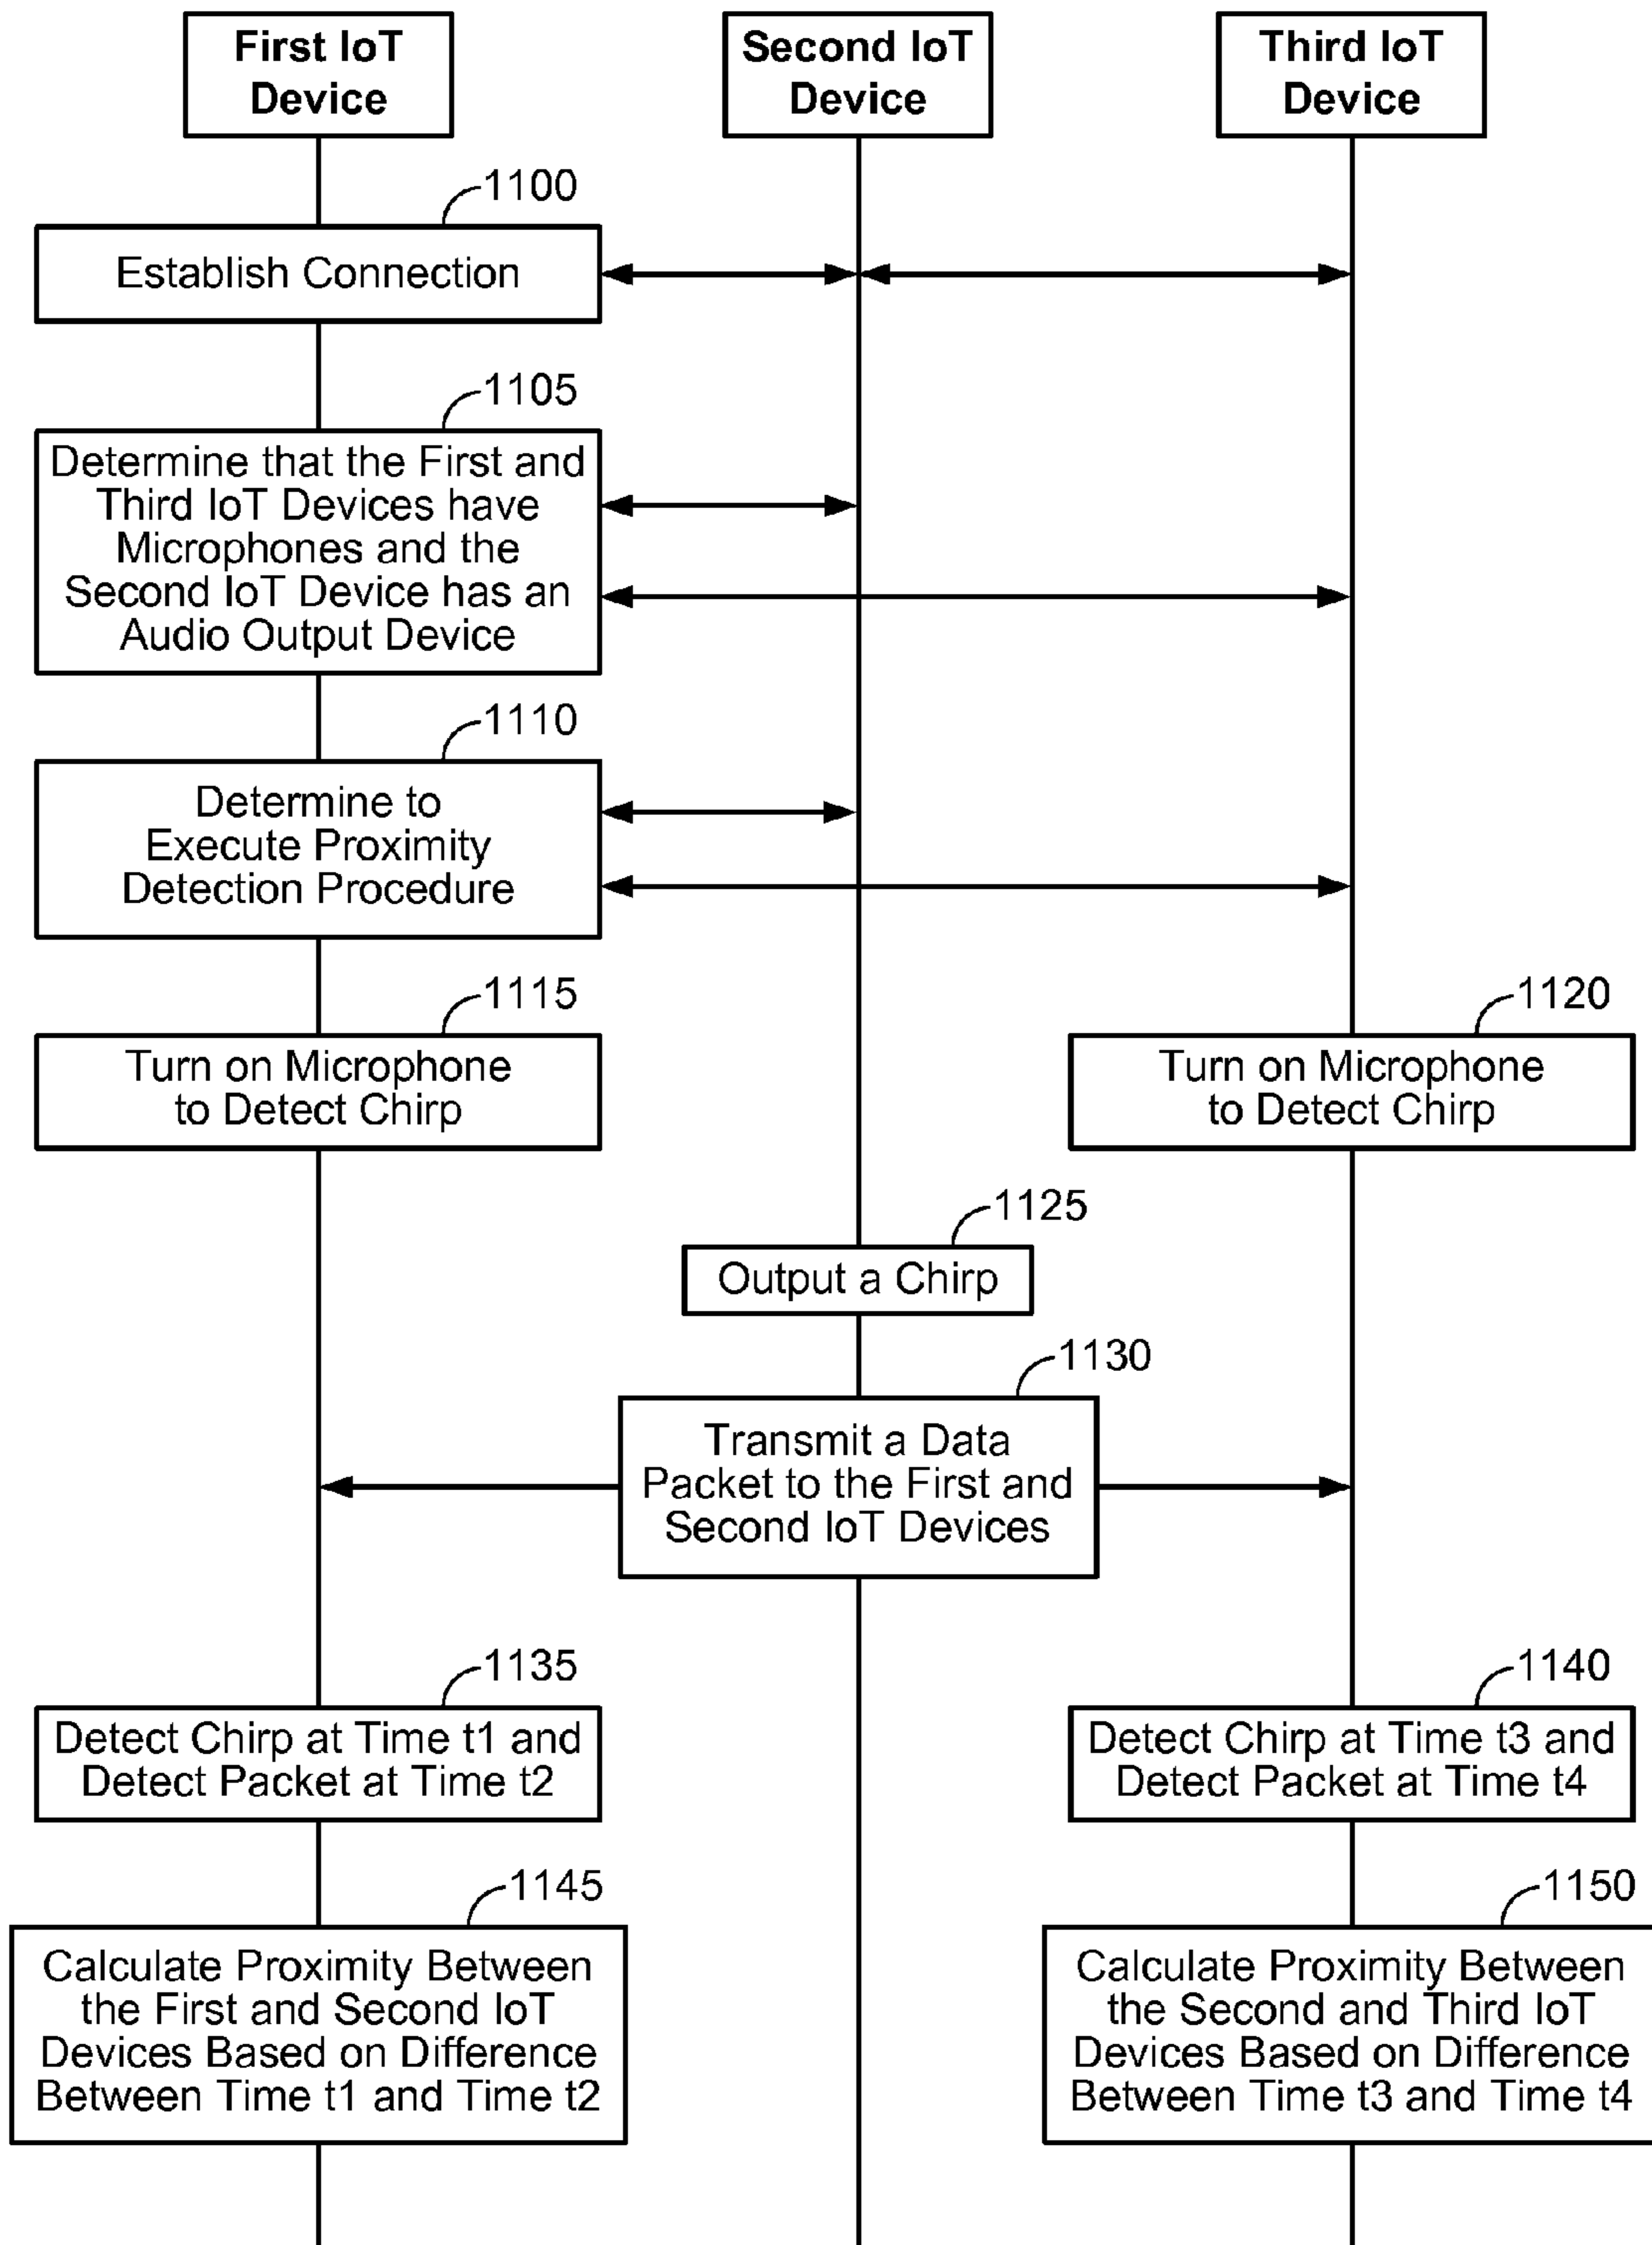 First IoT
Device
Second IoT
Device
Third IoT
Device
1100
Establish Connection
1105
Determine that the First and
Third IoT Devices have
Microphones and the
Second IoT Device has an
Audio Output Device
1110
Determine to
Execute Proximity
Detection Procedure
1115
Turn on Microphone
to Detect Chirp
1120
Turn on Microphone
to Detect Chirp
1125
Output a Chirp
1130
Transmit a Data
Packet to the First and
Second IoT Devices
1135
Detect Chirp at Time t1 and
Detect Packet at Time t2
1140
Detect Chirp at Time t3 and
Detect Packet at Time t4
1145
Calculate Proximity Between
the First and Second IoT
Devices Based on Difference
Between Time t1 and Time t2
1150
Calculate Proximity Between
the Second and Third IoT
Devices Based on Difference
Between Time t3 and Time t4